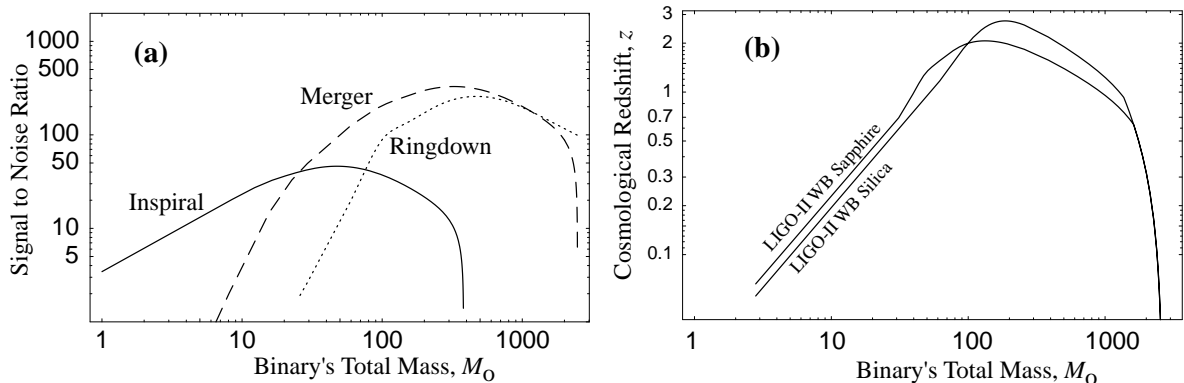 (a)
Signal to Noise Ratio
1000
500
100
50
10
5
Merger
Ringdown
Inspiral
1 10 100 1000
Binary's Total Mass, M⊙
(b)
Cosmological Redshift, z
3
2
1
0.7
0.5
0.3
0.2
0.1
LIGO-II WB Sapphire
LIGO-II WB Silica
1 10 100 1000
Binary's Total Mass, M⊙